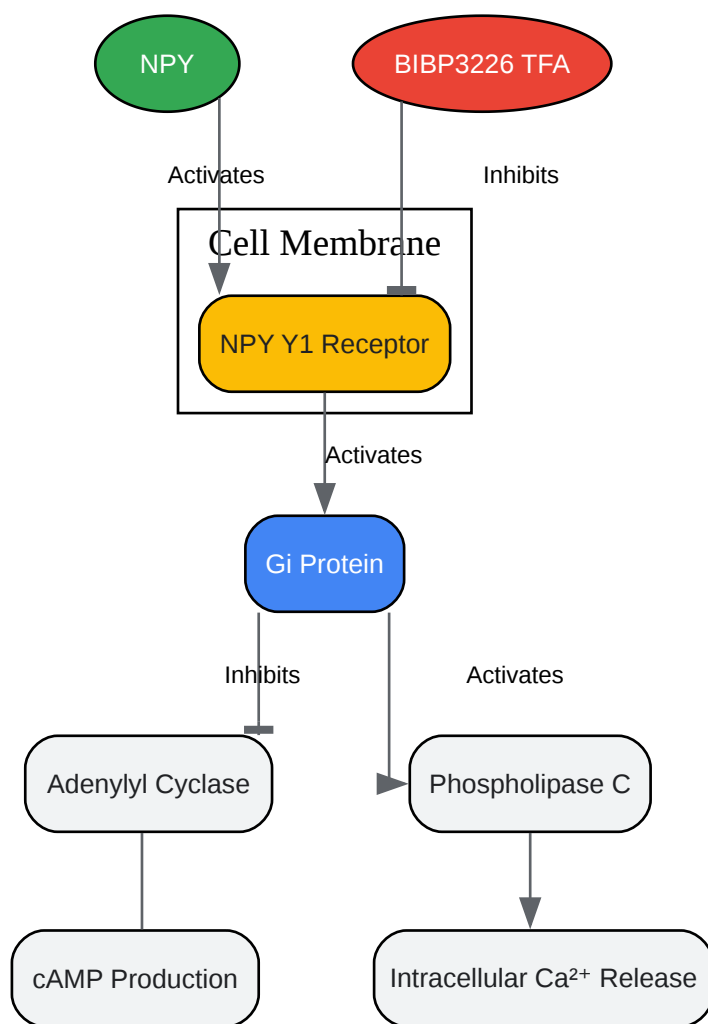 NPY
BIBP3226 TFA
Activates
Inhibits
Cell Membrane
NPY Y1 Receptor
Activates
Gi Protein
Inhibits
Activates
Adenylyl Cyclase
Phospholipase C
cAMP Production
Intracellular Ca²⁺ Release